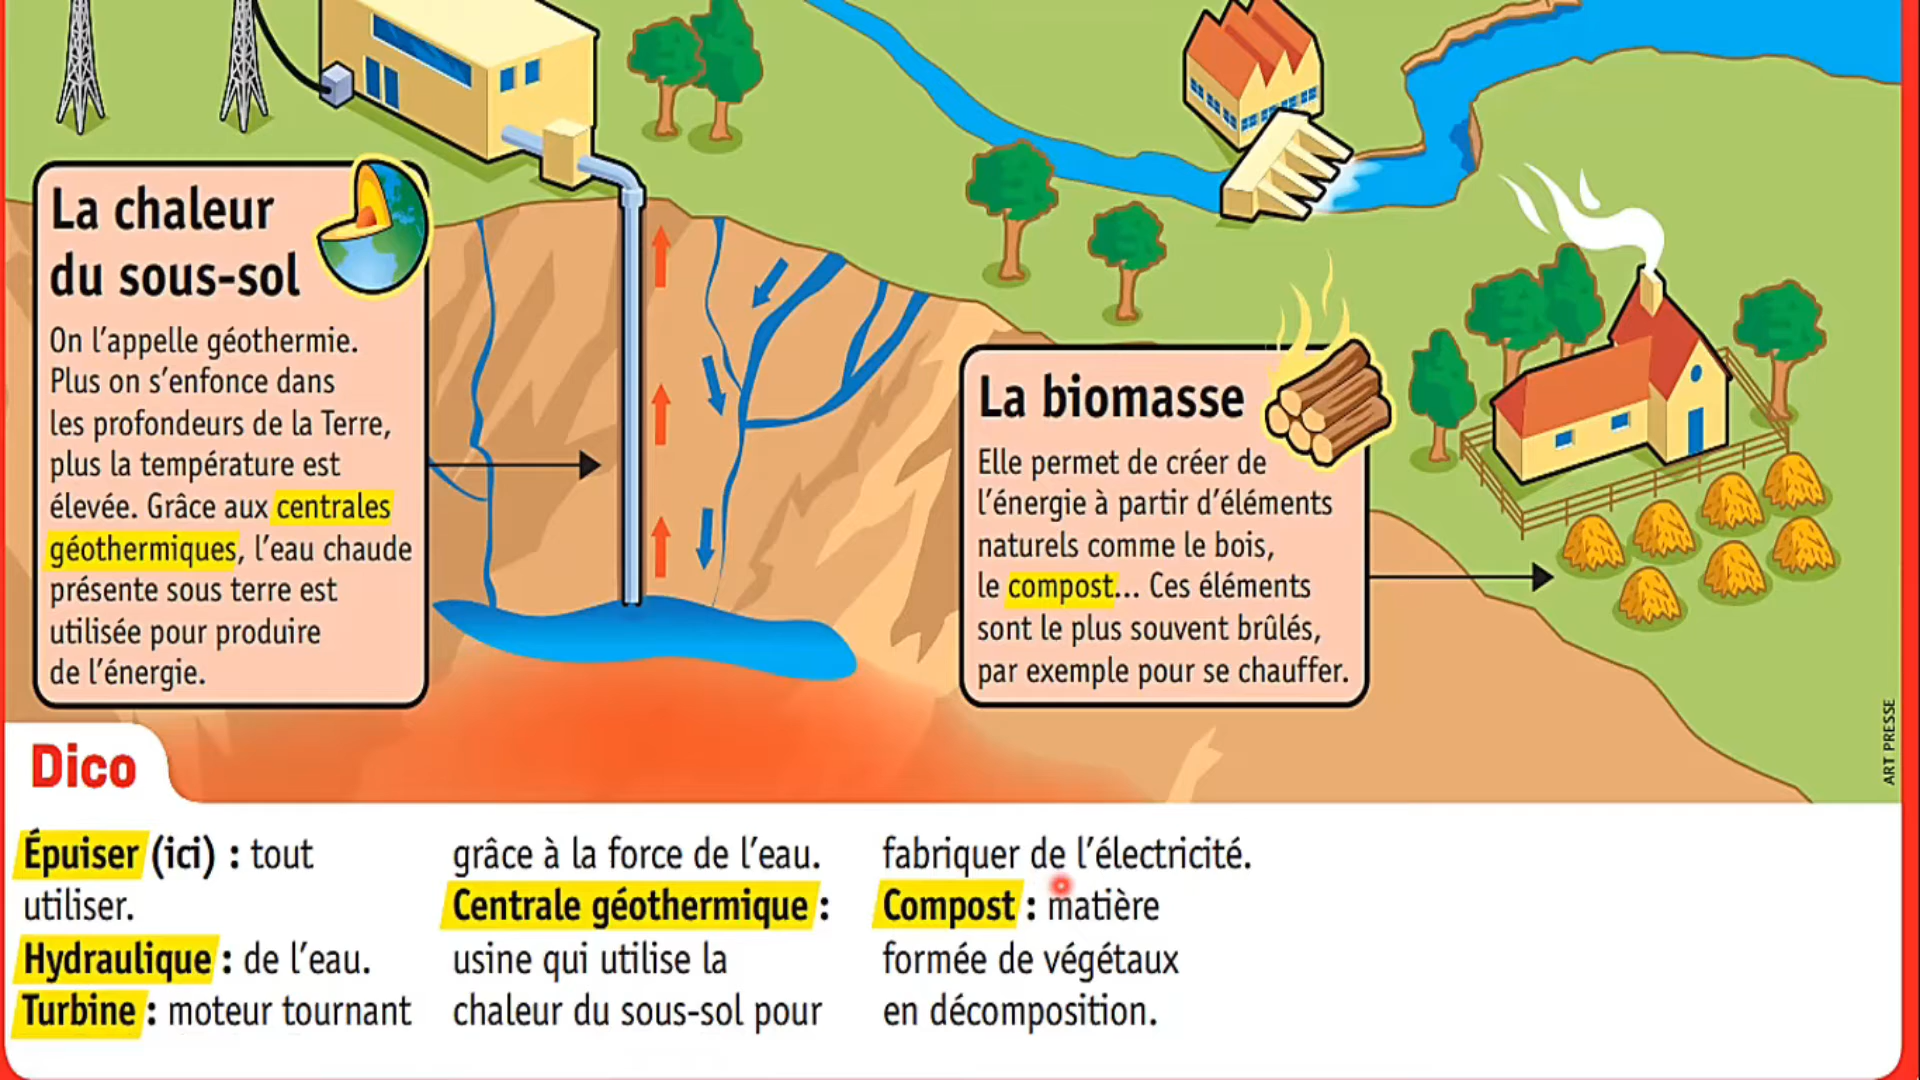 La chaleur
du sous-sol
On l’appelle géothermie.
Plus on s’enfonce dans
les profondeurs de la Terre,
plus la température est
élevée. Grâce aux centrales
géothermiques, l’eau chaude
présente sous terre est
utilisée pour produire
de l’énergie.
La biomasse
Elle permet de créer de
l’énergie à partir d’éléments
naturels comme le bois,
le compost... Ces éléments
sont le plus souvent brûlés,
par exemple pour se chauffer.
ART PRESSE
Dico
Épuiser (ici) : tout
utiliser.
Hydraulique : de l’eau.
Turbine : moteur tournant
grâce à la force de l’eau.
Centrale géothermique :
usine qui utilise la
chaleur du sous-sol pour
fabriquer de l’électricité.
Compost : matière
formée de végétaux
en décomposition.